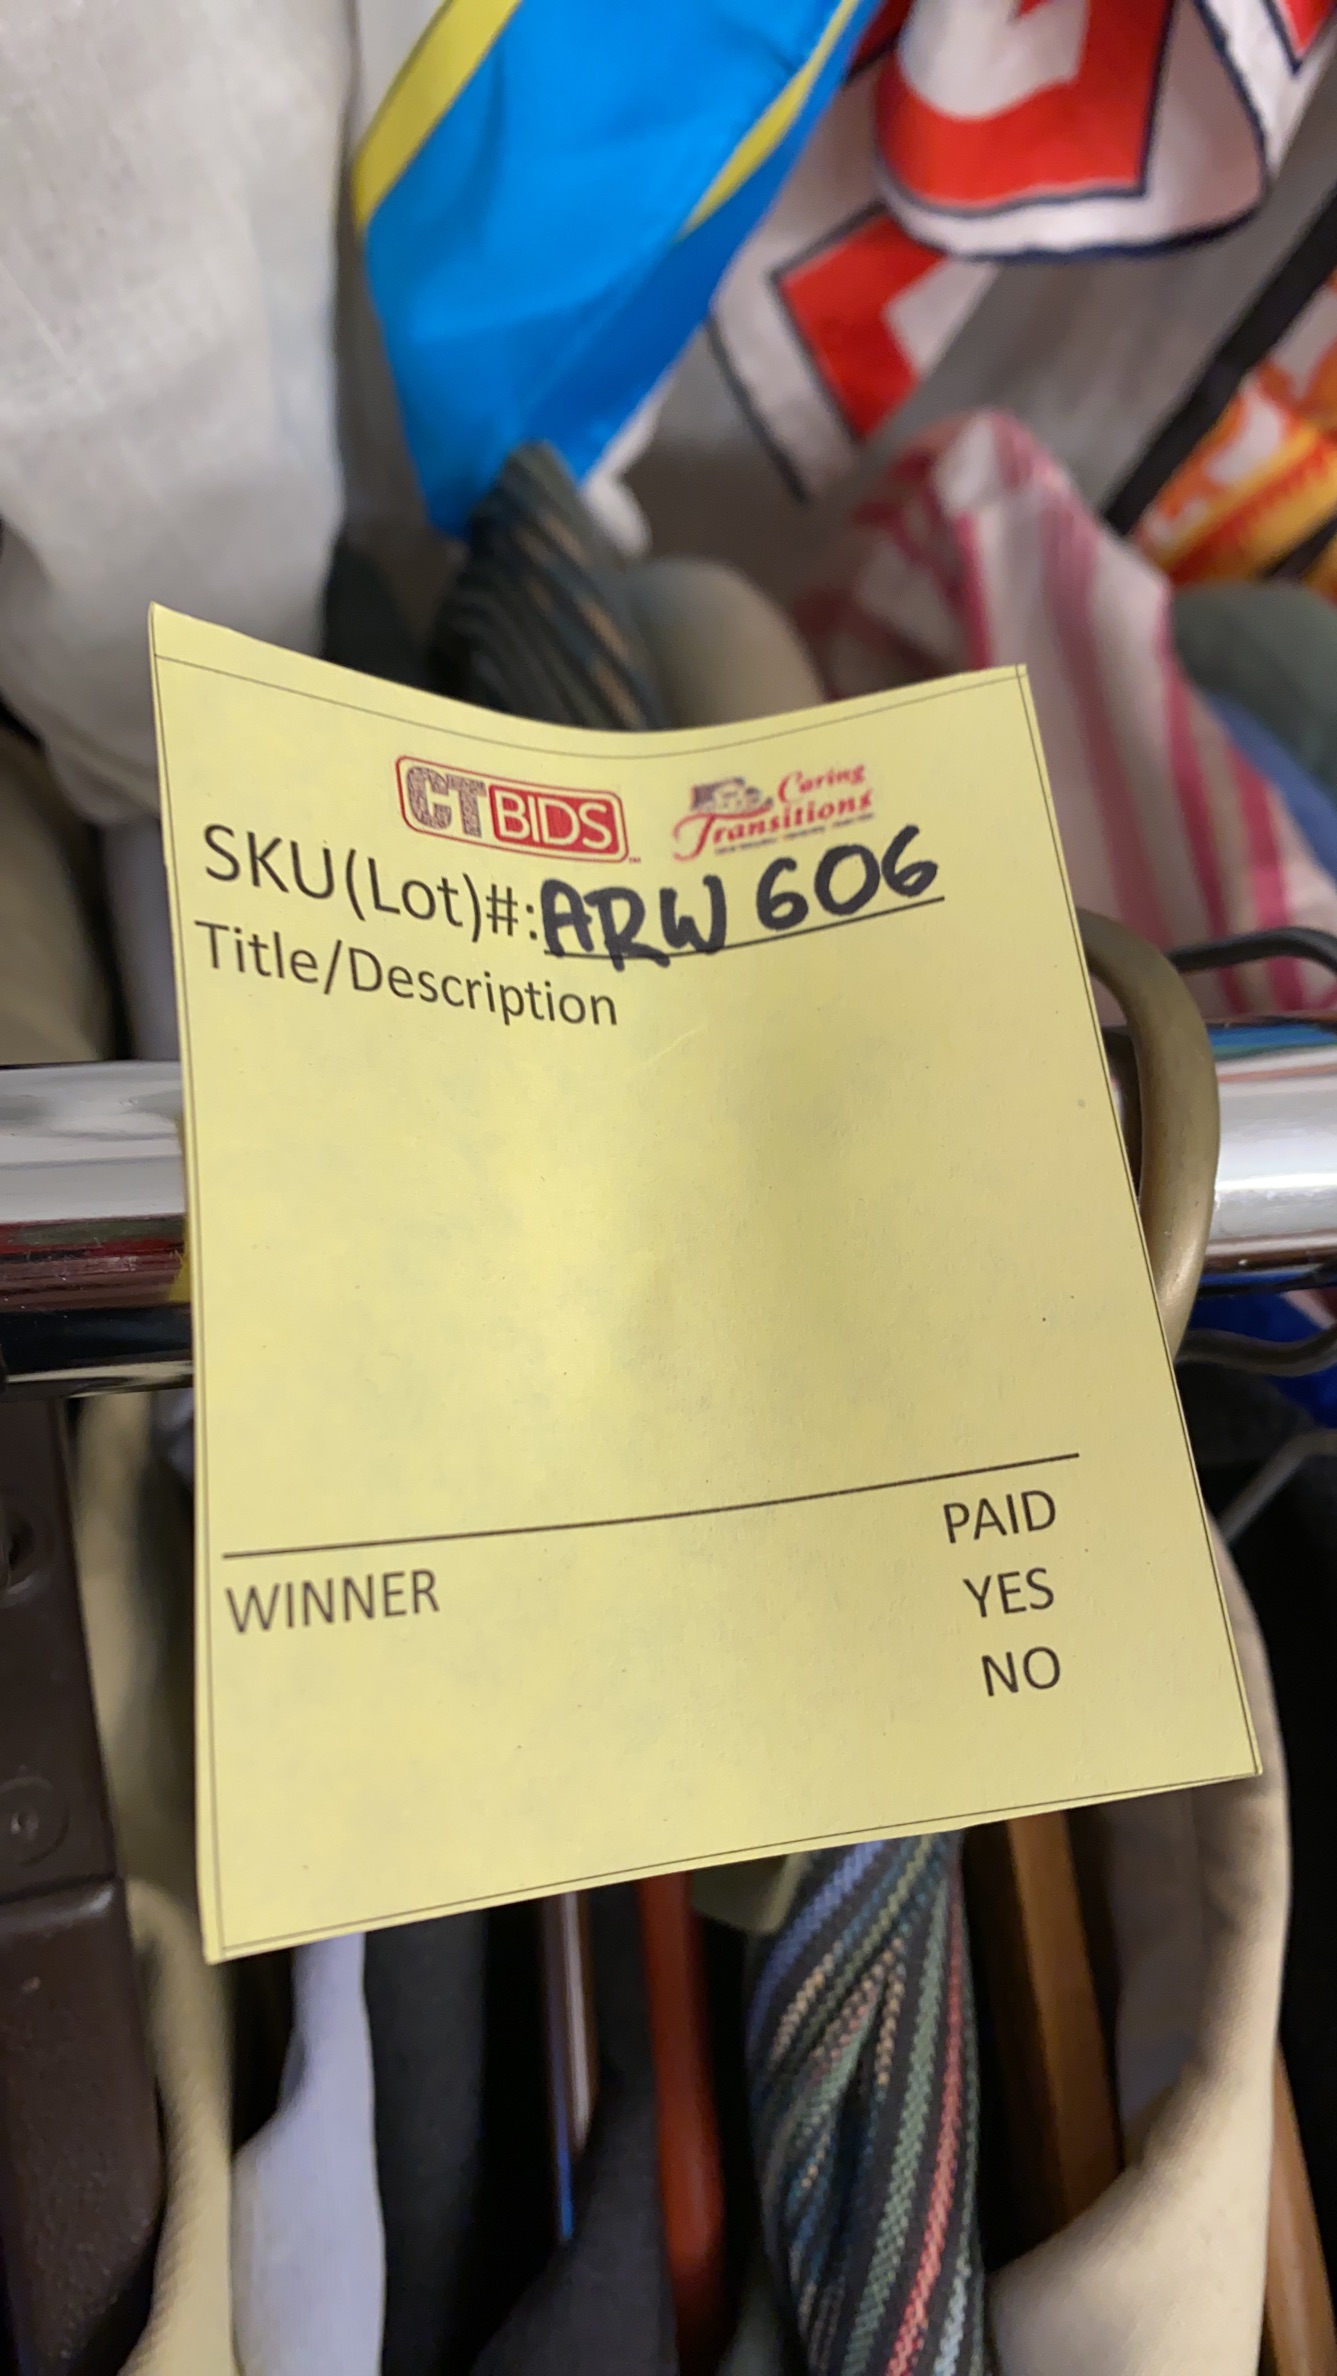 CTBIDS
Caring
Transitions
SKU(Lot)#: ARW 606
Title/Description
WINNER
PAID
YES
NO